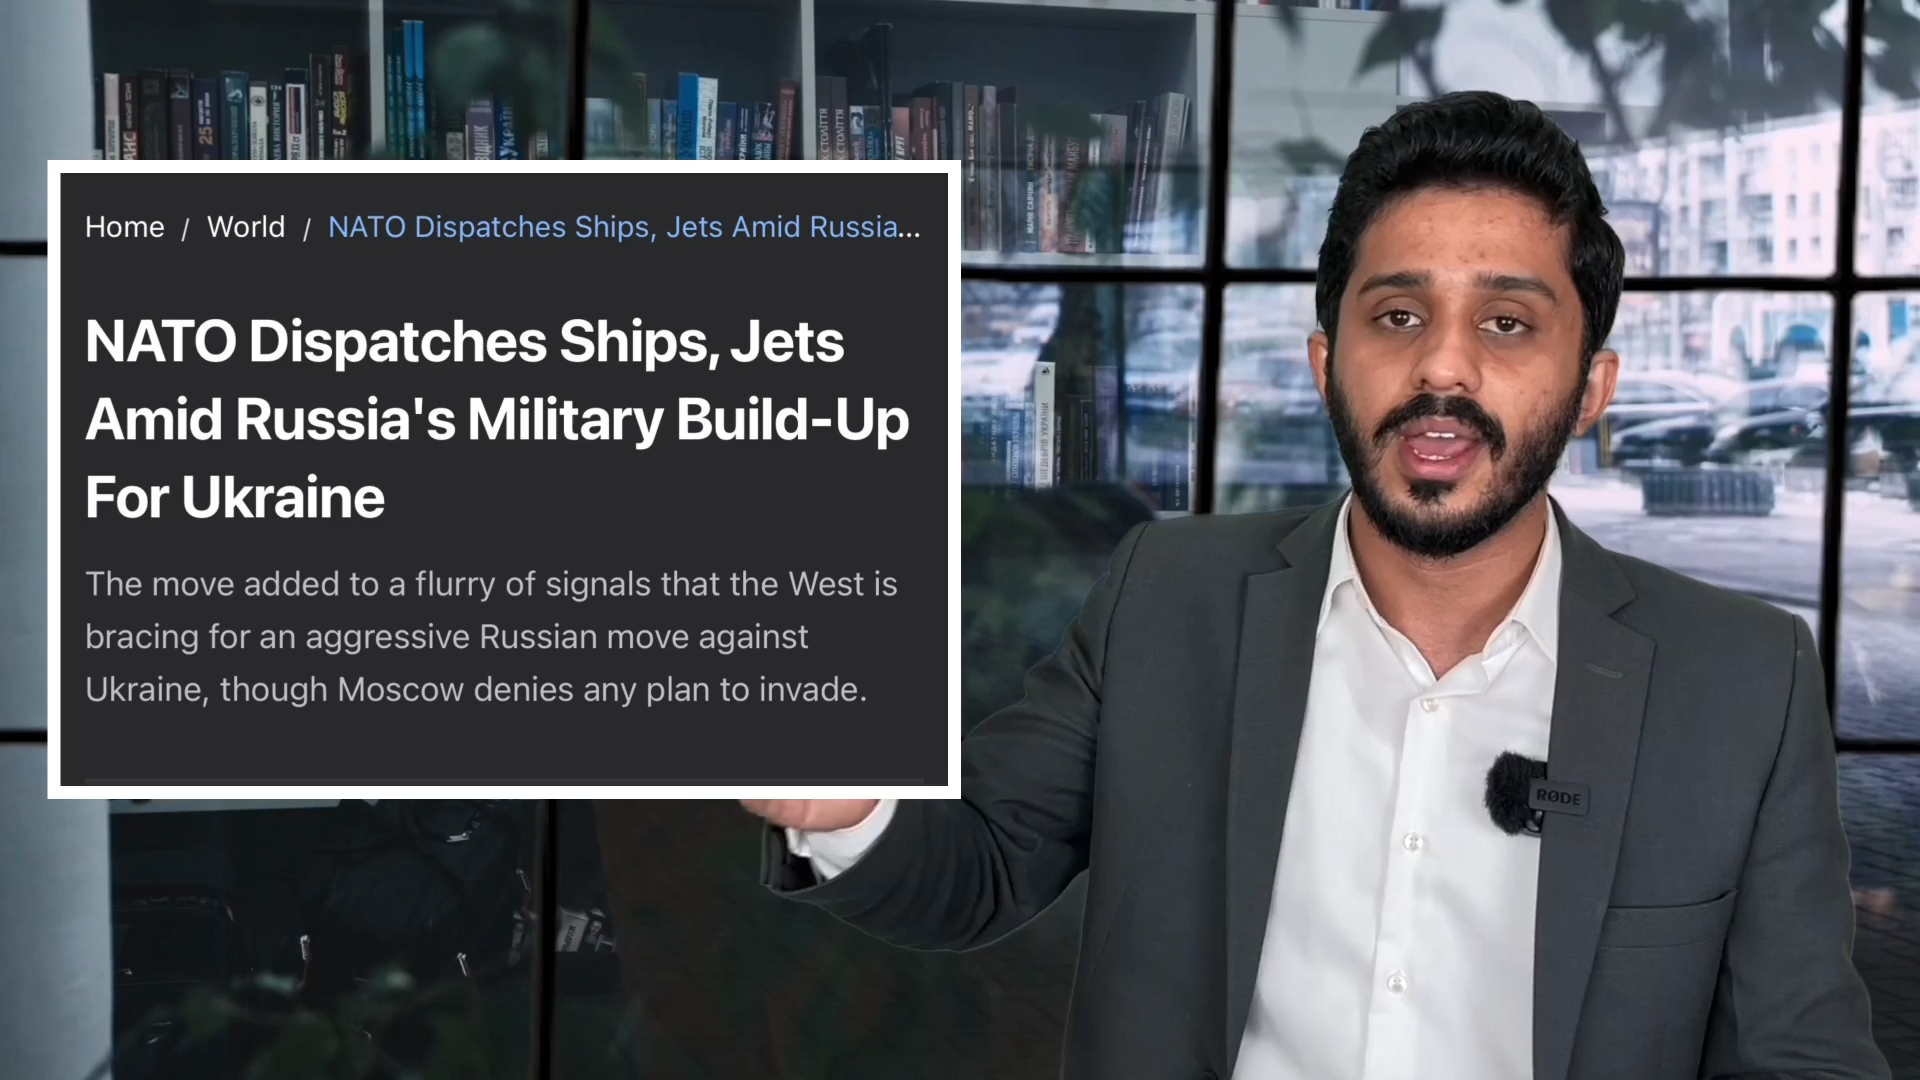 Home / World / NATO Dispatches Ships, Jets Amid Russia...
NATO Dispatches Ships, Jets
Amid Russia's Military Build-Up
For Ukraine
The move added to a flurry of signals that the West is
bracing for an aggressive Russian move against
Ukraine, though Moscow denies any plan to invade.
25
RØDE